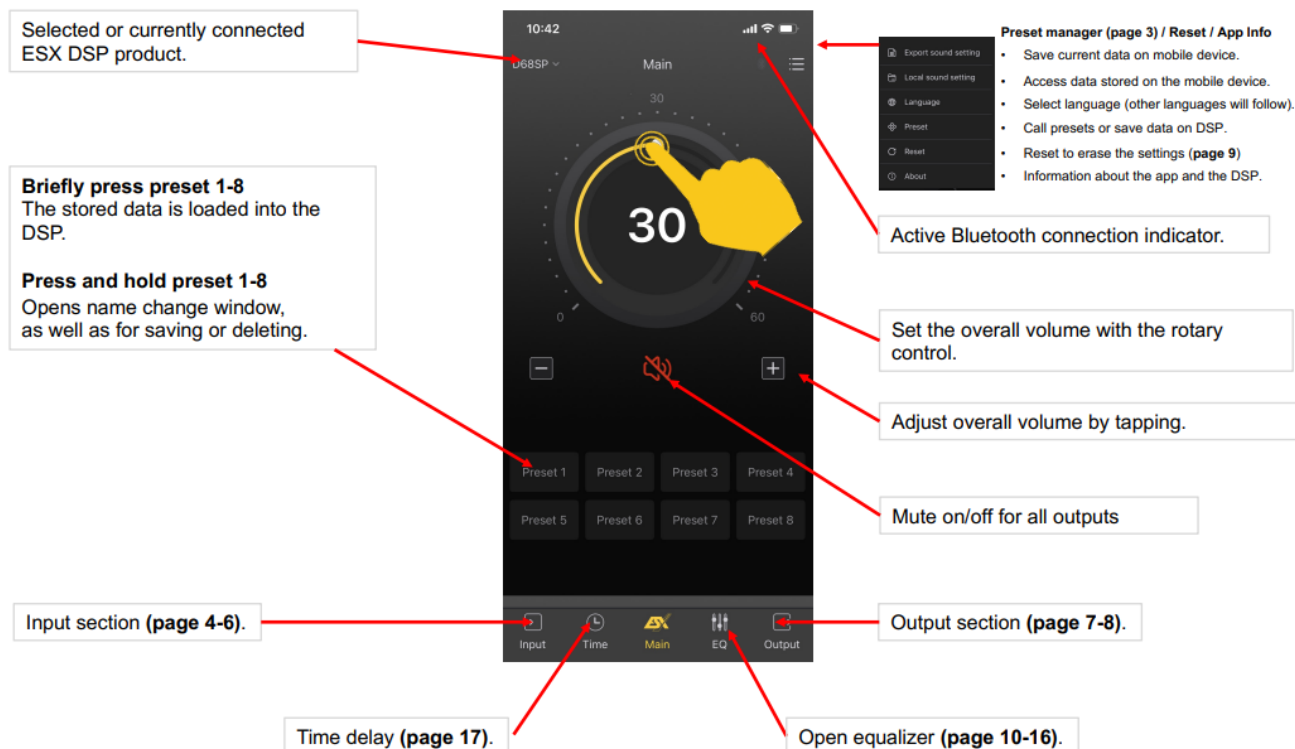 Selected or currently connected
ESX DSP product.
10:42
D68SP
Main
Export sound setting
Local sound setting
Language
Preset
Reset
About
Preset manager (page 3) / Reset / App Info
▪ Save current data on mobile device.
▪ Access data stored on the mobile device.
▪ Select language (other languages will follow).
▪ Call presets or save data on DSP.
▪ Reset to erase the settings (page 9)
▪ Information about the app and the DSP.
30
Briefly press preset 1-8
The stored data is loaded into the
DSP.
Press and hold preset 1-8
Opens name change window,
as well as for saving or deleting.
30
Active Bluetooth connection indicator.
0
60
Set the overall volume with the rotary
control.
Adjust overall volume by tapping.
Preset 1 Preset 2 Preset 3 Preset 4
Preset 5 Preset 6 Preset 7 Preset 8
Mute on/off for all outputs
Input section (page 4-6).
Output section (page 7-8).
ESX
Input Time Main EQ Output
Time delay (page 17).
Open equalizer (page 10-16).